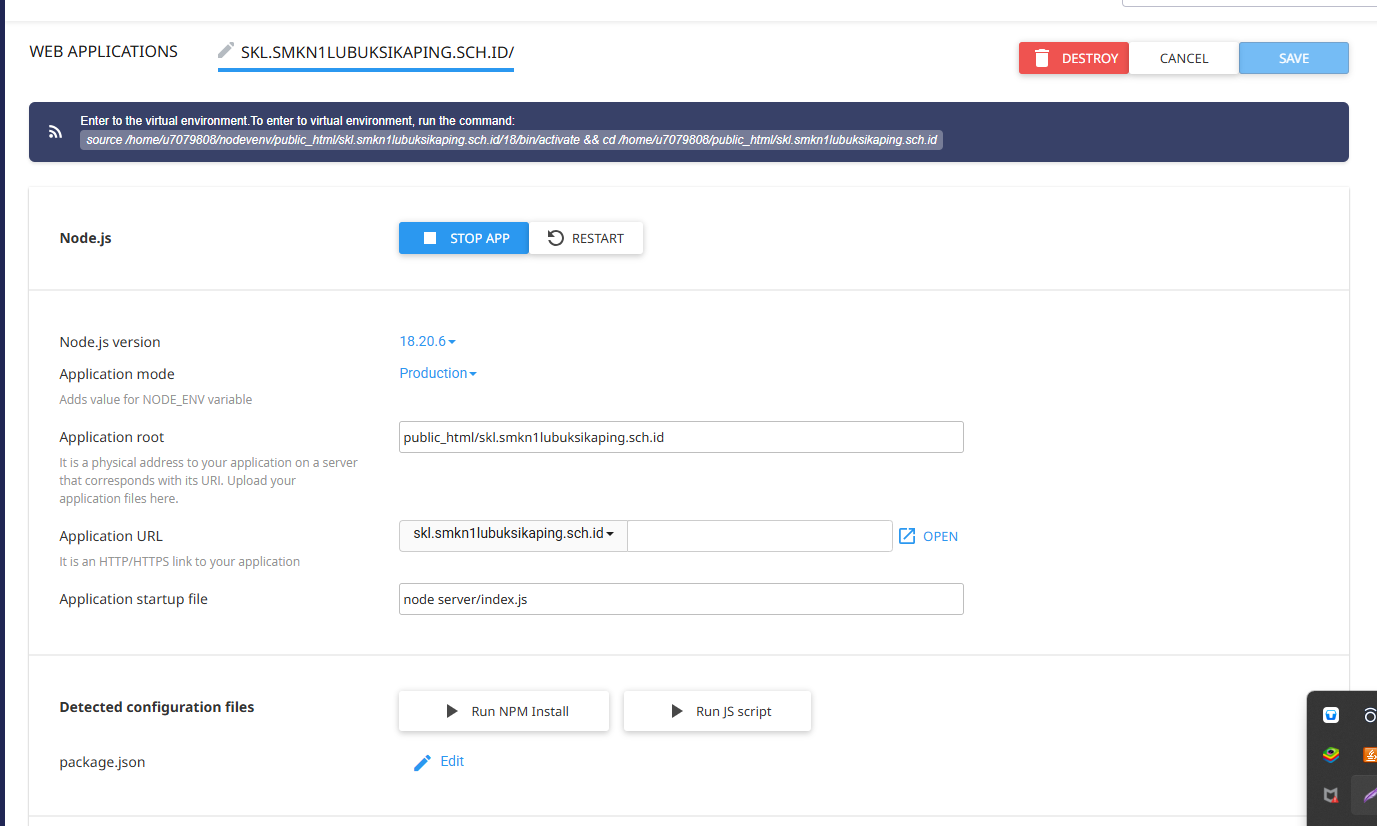 WEB APPLICATIONS
SKL.SMKN1LUBUKSIKAPING.SCH.ID/
DESTROY
CANCEL
SAVE
Enter to the virtual environment.To enter to virtual environment, run the command:
source /home/u7079808/nodevenv/public_html/skl.smkn1lubuksikaping.sch.id/18/bin/activate && cd /home/u7079808/public_html/skl.smkn1lubuksikaping.sch.id
Node.js
STOP APP
RESTART
Node.js version
18.20.6
Application mode
Production
Adds value for NODE_ENV variable
Application root
public_html/skl.smkn1lubuksikaping.sch.id
It is a physical address to your application on a server
that corresponds with its URI. Upload your
application files here.
Application URL
skl.smkn1lubuksikaping.sch.id
OPEN
It is an HTTP/HTTPS link to your application
Application startup file
node server/index.js
Detected configuration files
Run NPM Install
Run JS script
package.json
Edit